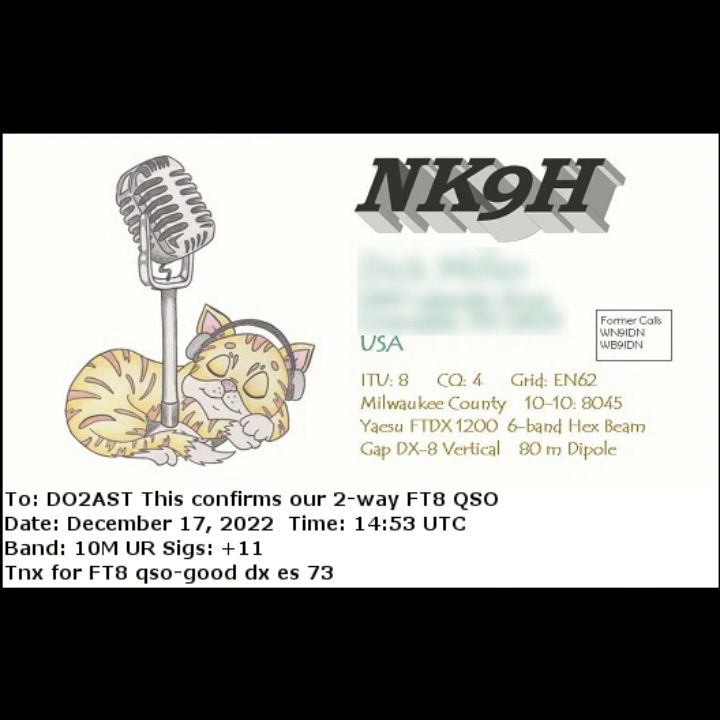 NK9H
USA
Former Calls
WN9IDN
WB9IDN
ITU: 8 CQ: 4 Grid: EN62
Milwaukee County 10-10: 8045
Yaesu FTDX 1200 6-band Hex Beam
Gap DX-8 Vertical 80 m Dipole
To: DO2AST This confirms our 2-way FT8 QSO
Date: December 17, 2022 Time: 14:53 UTC
Band: 10M UR Sigs: +11
Tnx for FT8 qso-good dx es 73